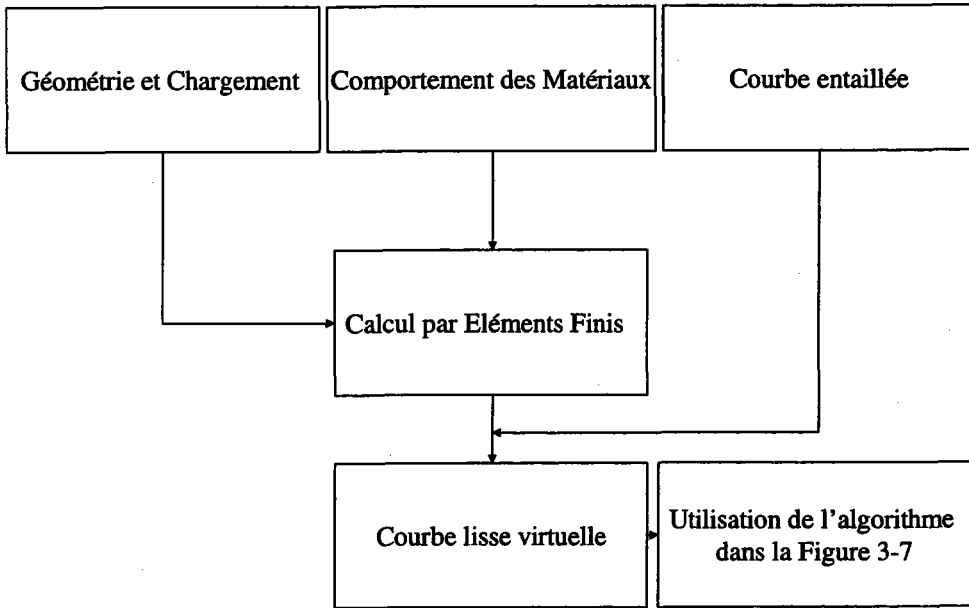 Géométrie et Chargement
Comportement des Matériaux
Courbe entaillée
Calcul par Eléments Finis
Courbe lisse virtuelle
Utilisation de l'algorithme
dans la Figure 3-7